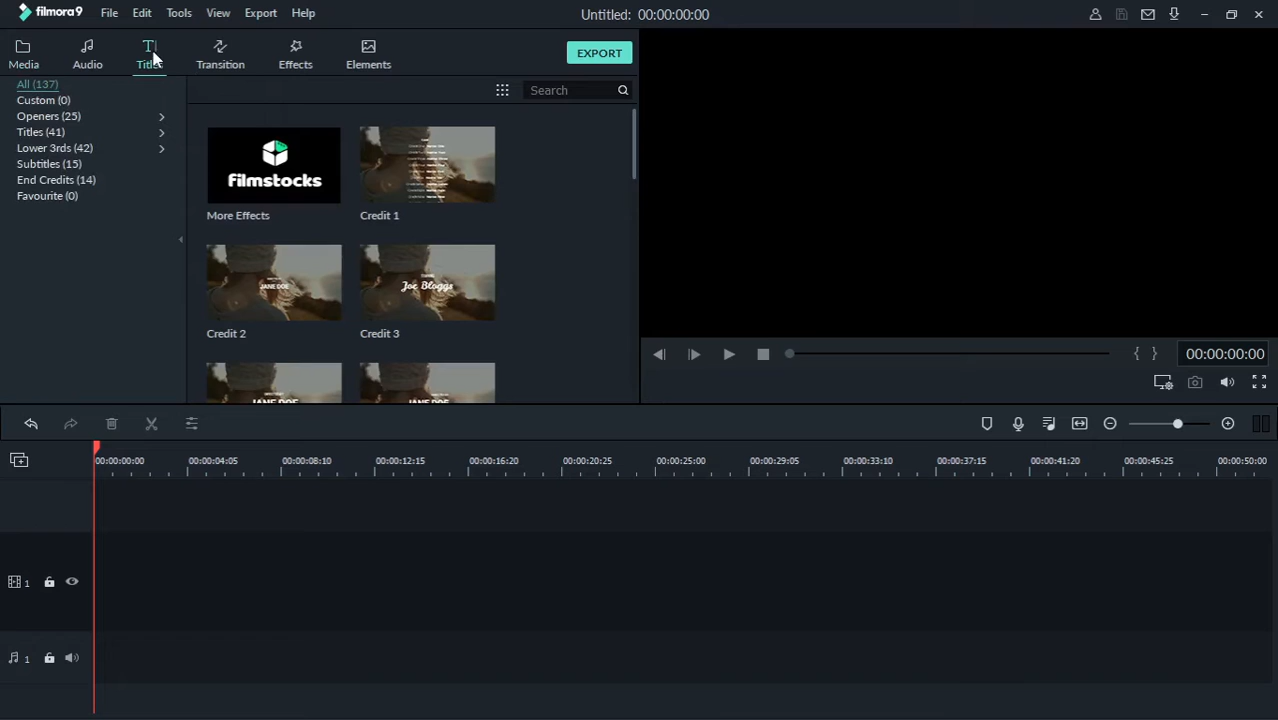 filmora9 File Edit Tools View Export Help Untitled: 00:00:00:00
Media Audio Titles Transition Effects Elements EXPORT
All (137)
Custom (0)
Openers (25)
Titles (41)
Lower 3rds (42)
Subtitles (15)
End Credits (14)
Favourite (0)
Search
filmstocks
More Effects
Credit 1
JANE DOE
Credit 2
Joe Bloggs
Credit 3
JANE DOE
JANE DOE
{ } 00:00:00:00
00:00:00:00 00:00:04:05 00:00:08:10 00:00:12:15 00:00:16:20 00:00:20:25 00:00:25:00 00:00:29:05 00:00:33:10 00:00:37:15 00:00:41:20 00:00:45:25 00:00:50:00
1
1